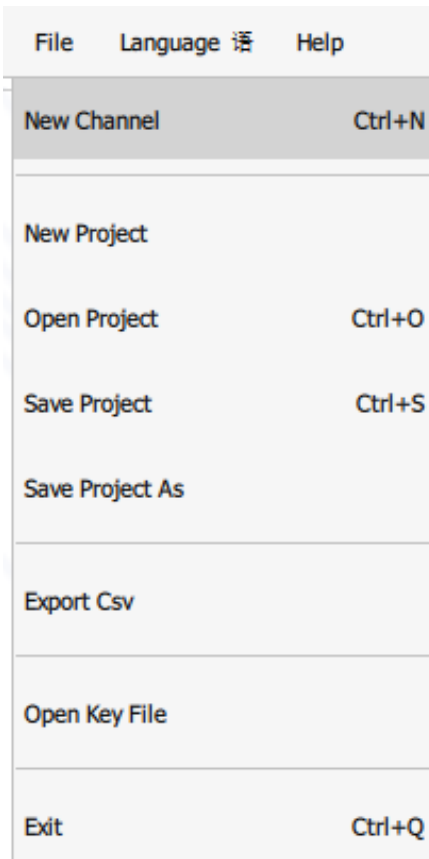 File Language 语 Help
New Channel Ctrl+N
New Project
Open Project Ctrl+O
Save Project Ctrl+S
Save Project As
Export Csv
Open Key File
Exit Ctrl+Q